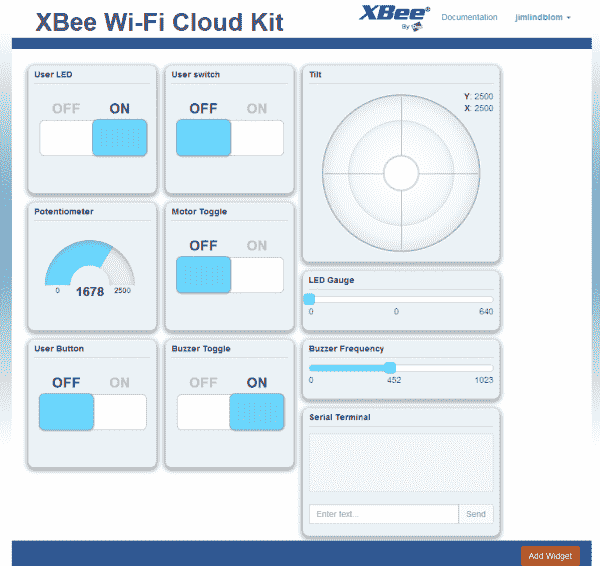 XBee Wi-Fi Cloud Kit
XBee®
By Digi
Documentation
jimlindblom
User LED
OFF ON
User switch
OFF ON
Tilt
Y: 2500
X: 2500
Potentiometer
0 1678 2500
Motor Toggle
OFF ON
LED Gauge
0 0 640
User Button
OFF ON
Buzzer Toggle
OFF ON
Buzzer Frequency
0 452 1023
Serial Terminal
Enter text...
Send
Add Widget